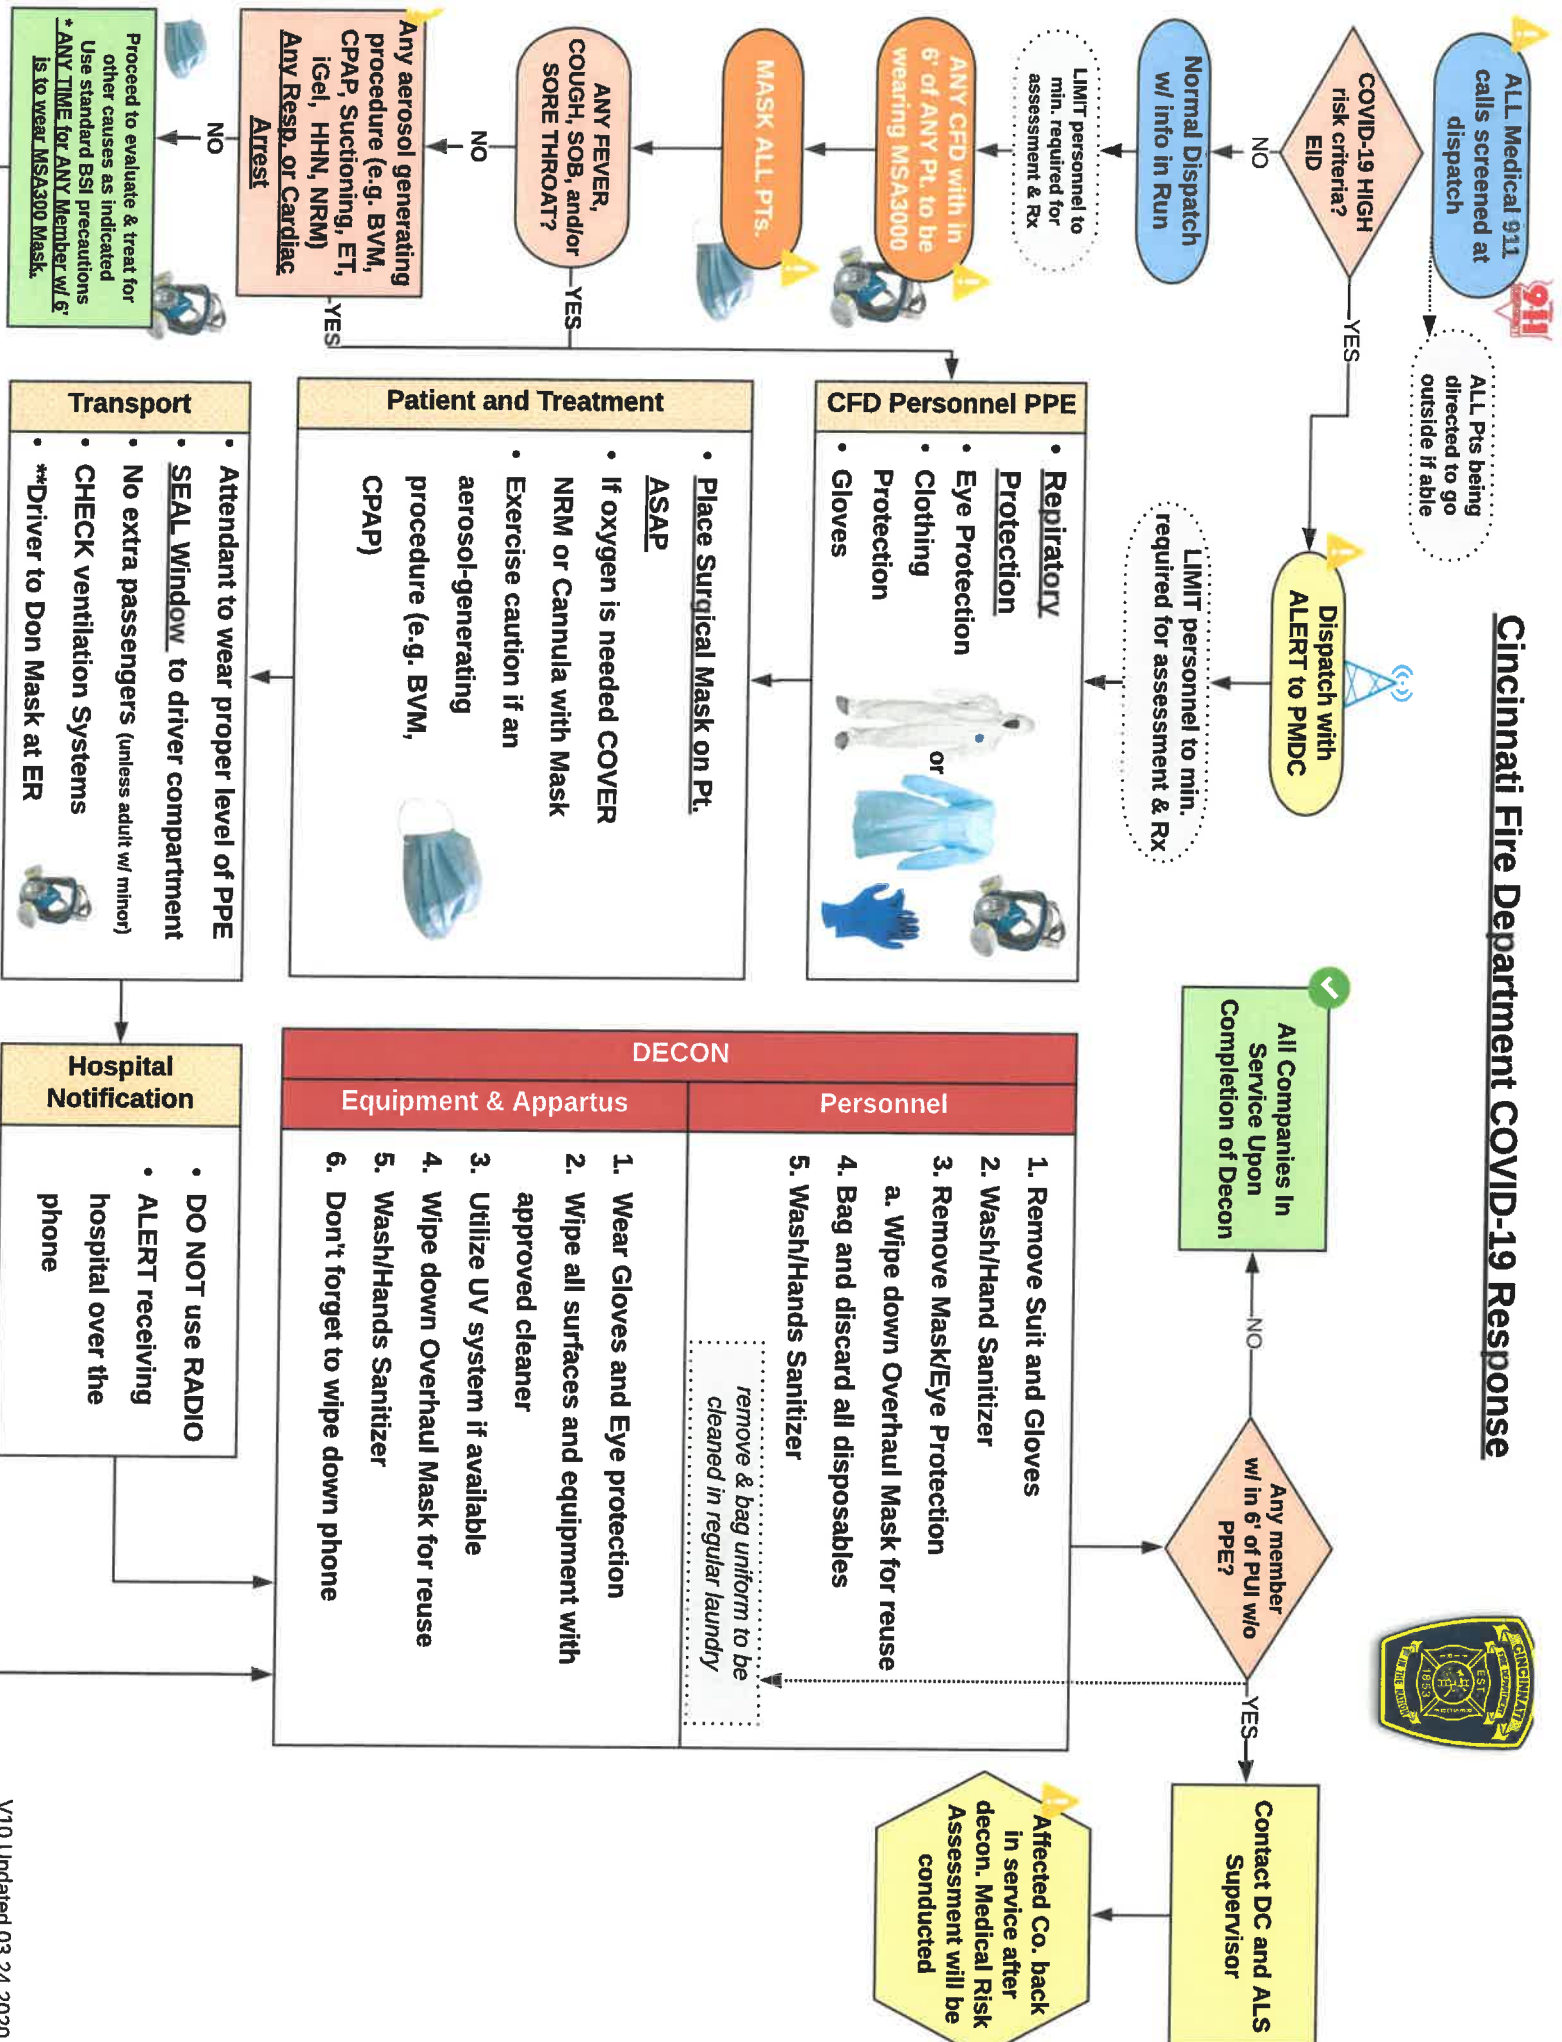 Cincinnati Fire Department COVID-19 Response
ALL Medical 911
calls screened at
dispatch
911
ALL Pts being
directed to go
outside if able
COVID-19 HIGH
risk criteria?
EID
NO
YES
Normal Dispatch
w/ info in Run
LIMIT personnel to
min. required for
assessment & Rx
ANY CFD with in
6' of ANY Pt. to be
wearing MSA3000
MASK ALL PTs.
ANY FEVER,
COUGH, SOB, and/or
SORE THROAT?
YES
NO
Any aerosol generating
procedure (e.g. BVM,
CPAP, Suctioning, ET,
iGel, HHN, NRM)
Any Resp. or Cardiac
Arrest
YES
NO
Proceed to evaluate & treat for
other causes as indicated
Use standard BSI precautions
* ANY TIME for ANY Member w/ 6'
is to wear MSA300 Mask.
Dispatch with
ALERT to PMDC
LIMIT personnel to min.
required for assessment & Rx
CFD Personnel PPE
• Repiratory
Protection
• Eye Protection
• Clothing
Protection
• Gloves
or
Patient and Treatment
• Place Surgical Mask on Pt.
ASAP
• If oxygen is needed COVER
NRM or Cannula with Mask
• Exercise caution if an
aerosol-generating
procedure (e.g. BVM,
CPAP)
Transport
• Attendant to wear proper level of PPE
• SEAL Window to driver compartment
• No extra passengers (unless adult w/ minor)
• CHECK ventilation Systems
• **Driver to Don Mask at ER
Hospital
Notification
• DO NOT use RADIO
• ALERT receiving
hospital over the
phone
DECON
Personnel
1. Remove Suit and Gloves
2. Wash/Hand Sanitizer
3. Remove Mask/Eye Protection
a. Wipe down Overhaul Mask for reuse
4. Bag and discard all disposables
5. Wash/Hands Sanitizer
remove & bag uniform to be
cleaned in regular laundry
Equipment & Appartus
1. Wear Gloves and Eye protection
2. Wipe all surfaces and equipment with
approved cleaner
3. Utilize UV system if available
4. Wipe down Overhaul Mask for reuse
5. Wash/Hands Sanitizer
6. Don't forget to wipe down phone
Any member
w/ in 6' of PUI w/o
PPE?
NO
YES
All Companies In
Service Upon
Completion of Decon
Contact DC and ALS
Supervisor
Affected Co. back
in service after
decon. Medical Risk
Assessment will be
conducted
CINCINNATI
EST.
1853
V10 Updated 03.24.2020